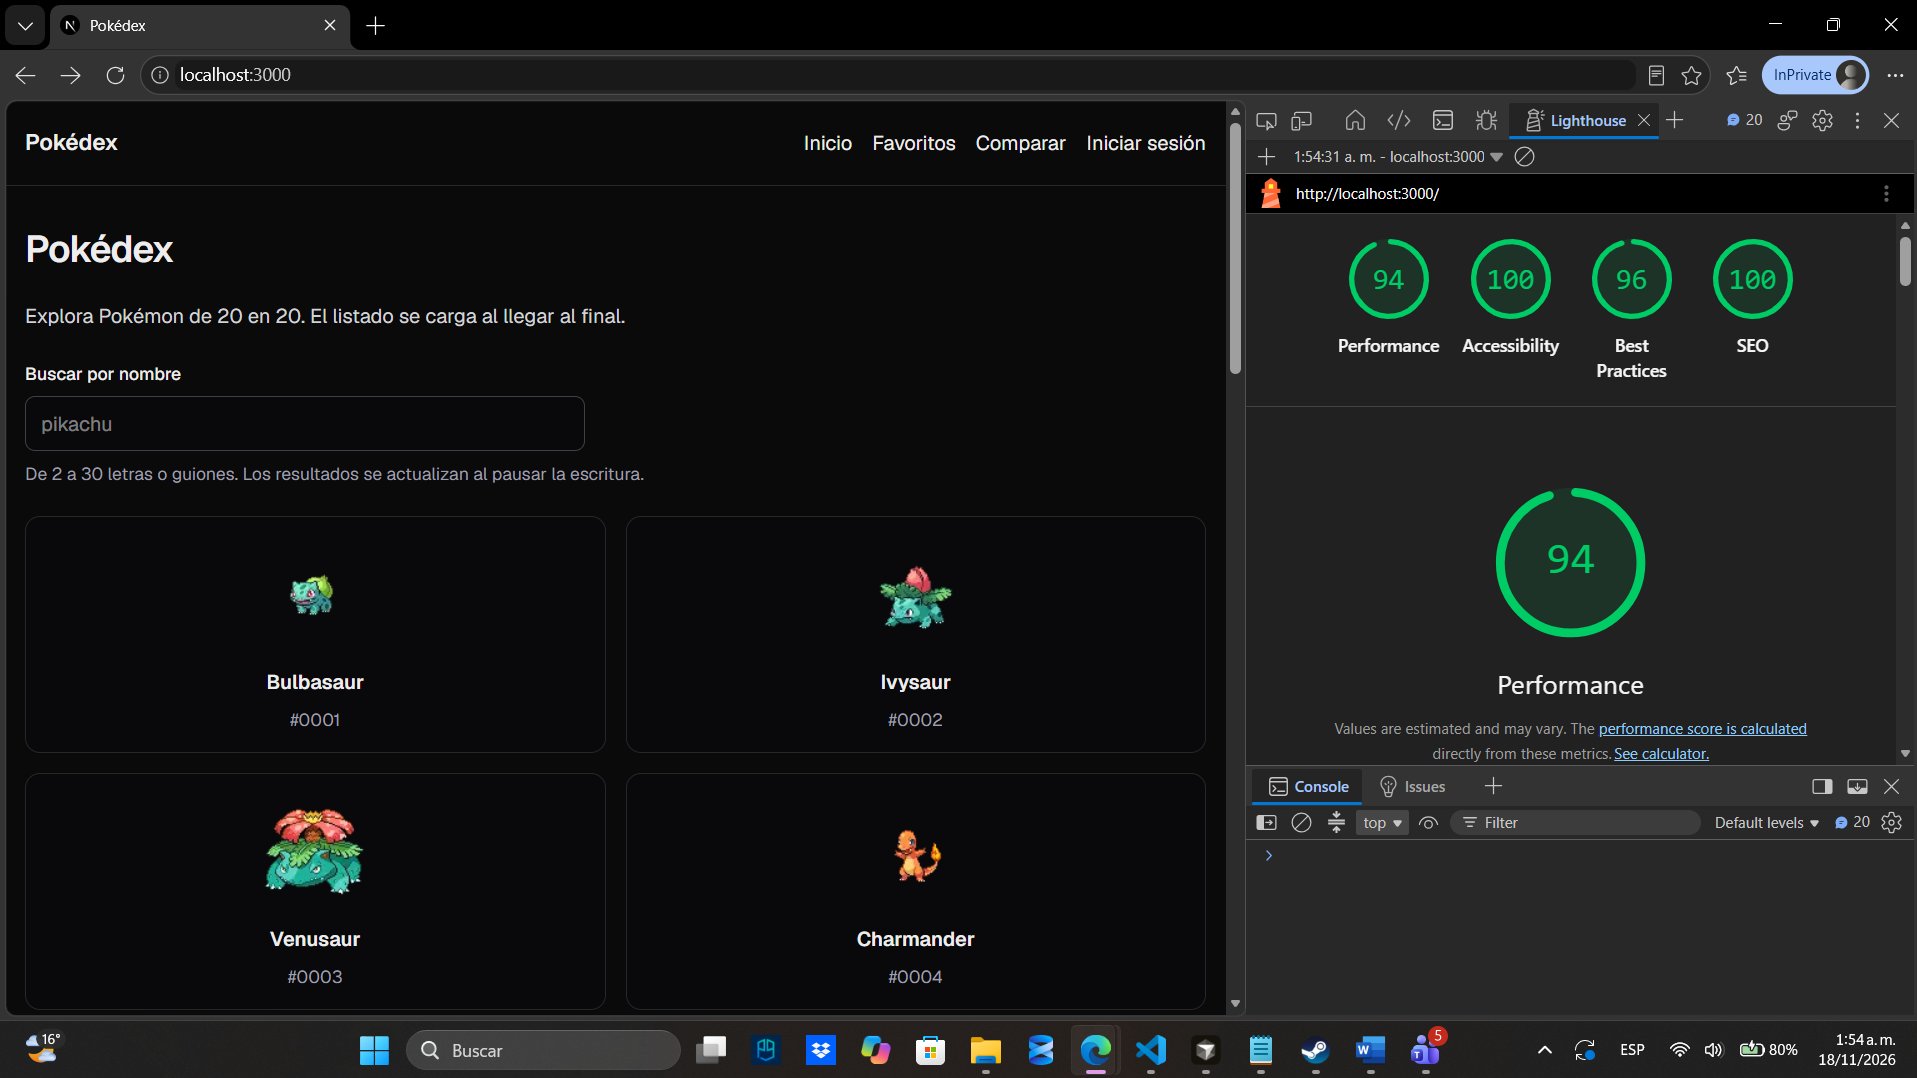 Pokédex
localhost:3000
InPrivate
Pokédex
Inicio
Favoritos
Comparar
Iniciar sesión
Pokédex
Explora Pokémon de 20 en 20. El listado se carga al llegar al final.
Buscar por nombre
pikachu
De 2 a 30 letras o guiones. Los resultados se actualizan al pausar la escritura.
Bulbasaur
#0001
Ivysaur
#0002
Venusaur
#0003
Charmander
#0004
Lighthouse
20
1:54:31 a. m. - localhost:3000
http://localhost:3000/
94
100
96
100
Performance
Accessibility
Best
Practices
SEO
94
Performance
Values are estimated and may vary. The performance score is calculated
directly from these metrics. See calculator.
Console
Issues
top
Filter
Default levels
20
16°
Buscar
5
ESP
80%
1:54 a. m.
18/11/2026